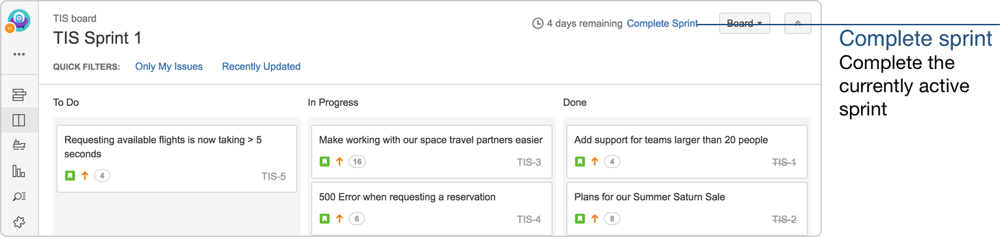 TIS board
TIS Sprint 1
4 days remaining Complete Sprint
Board
QUICK FILTERS: Only My Issues Recently Updated
To Do
Requesting available flights is now taking > 5
seconds
4 TIS-5
In Progress
Make working with our space travel partners easier
16 TIS-3
500 Error when requesting a reservation
6 TIS-4
Done
Add support for teams larger than 20 people
4 TIS-1
Plans for our Summer Saturn Sale
8 TIS-2
Complete sprint
Complete the
currently active
sprint